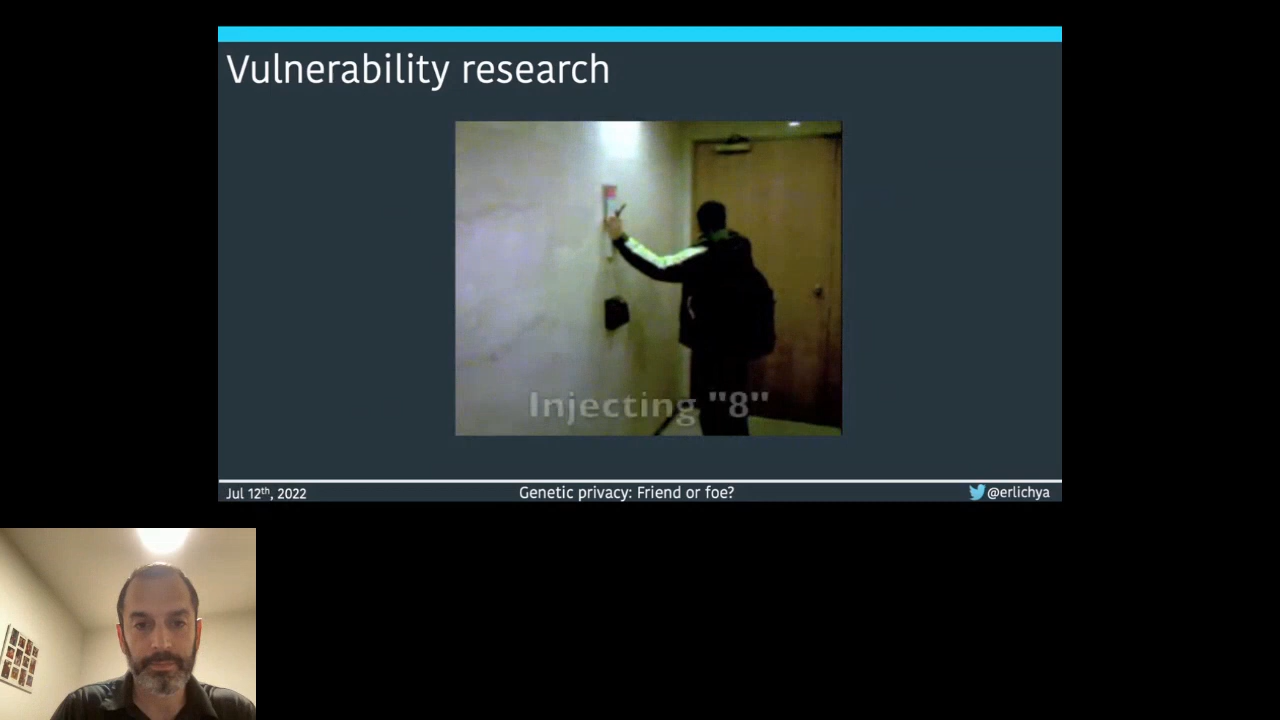 Vulnerability research
Injecting "8"
Jul 12th, 2022
Genetic privacy: Friend or foe?
@erlichya